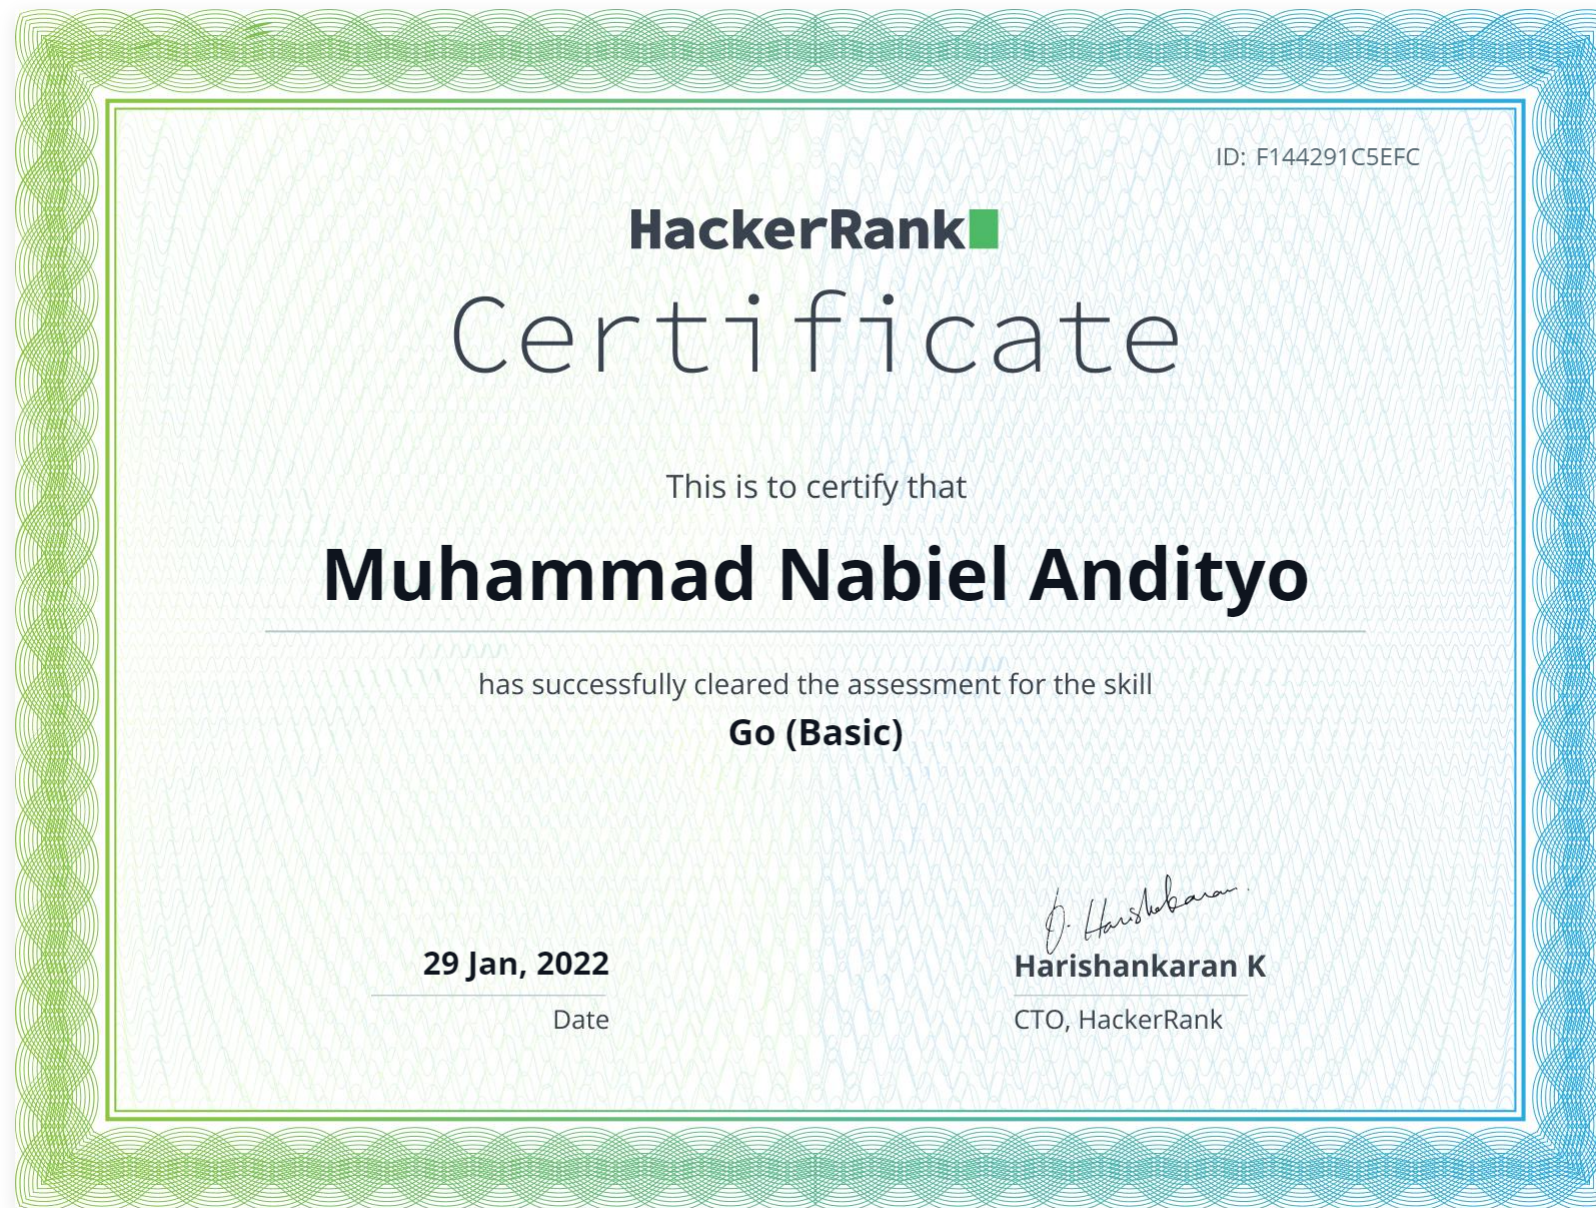 ID: F144291C5EFC
HackerRank
Certificate
This is to certify that
Muhammad Nabiel Andityo
has successfully cleared the assessment for the skill
Go (Basic)
29 Jan, 2022
Date
Harishankaran K
CTO, HackerRank